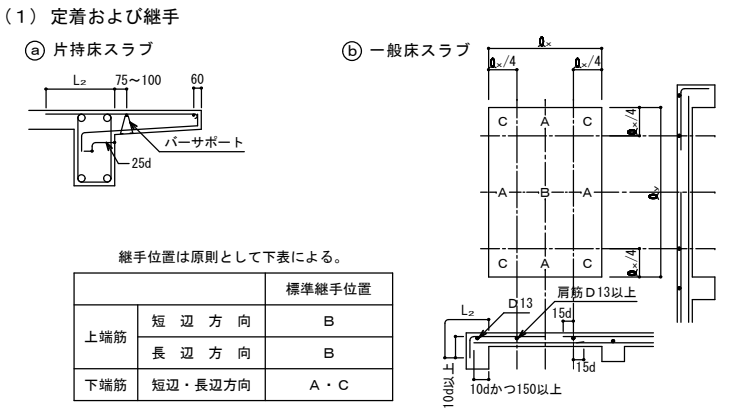 （１）定着および継手
ⓐ 片持床スラブ
L₂ 75～100 60
バーサポート
25d
継手位置は原則として下表による。
標準継手位置
上端筋 短辺方向 B
長辺方向 B
下端筋 短辺・長辺方向 A・C
ⓑ 一般床スラブ
ℓx
ℓx/4 ℓx/4
C A C
ℓx/4
A B A
ℓy
C A C
ℓx/4
L₂ D13 肩筋D13以上
15d
15d
10d以上
10dかつ150以上